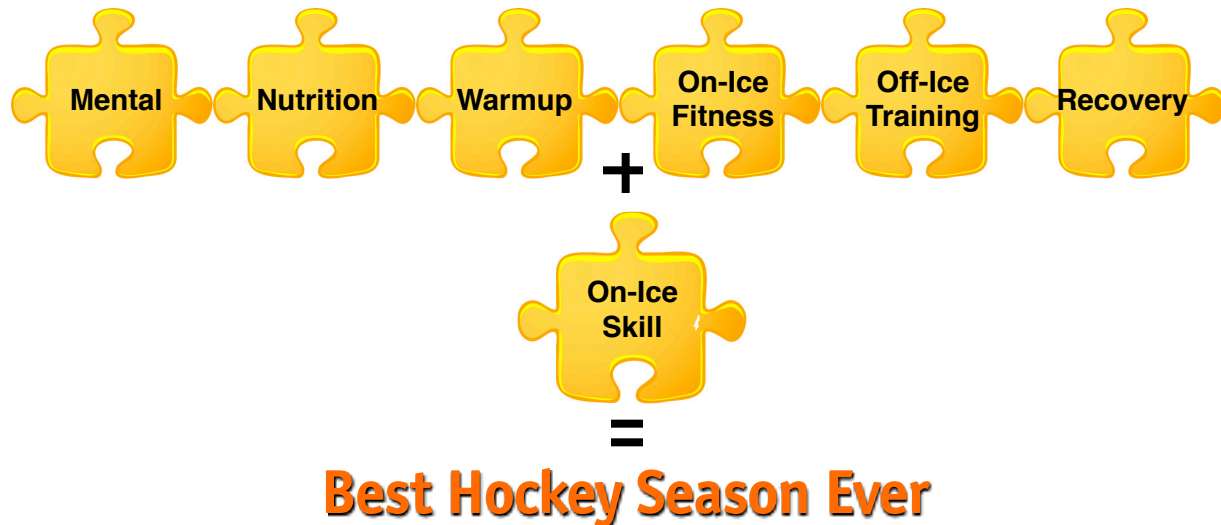 Mental
Nutrition
Warmup
On-Ice
Fitness
Off-Ice
Training
Recovery
+
On-Ice
Skill
=
Best Hockey Season Ever